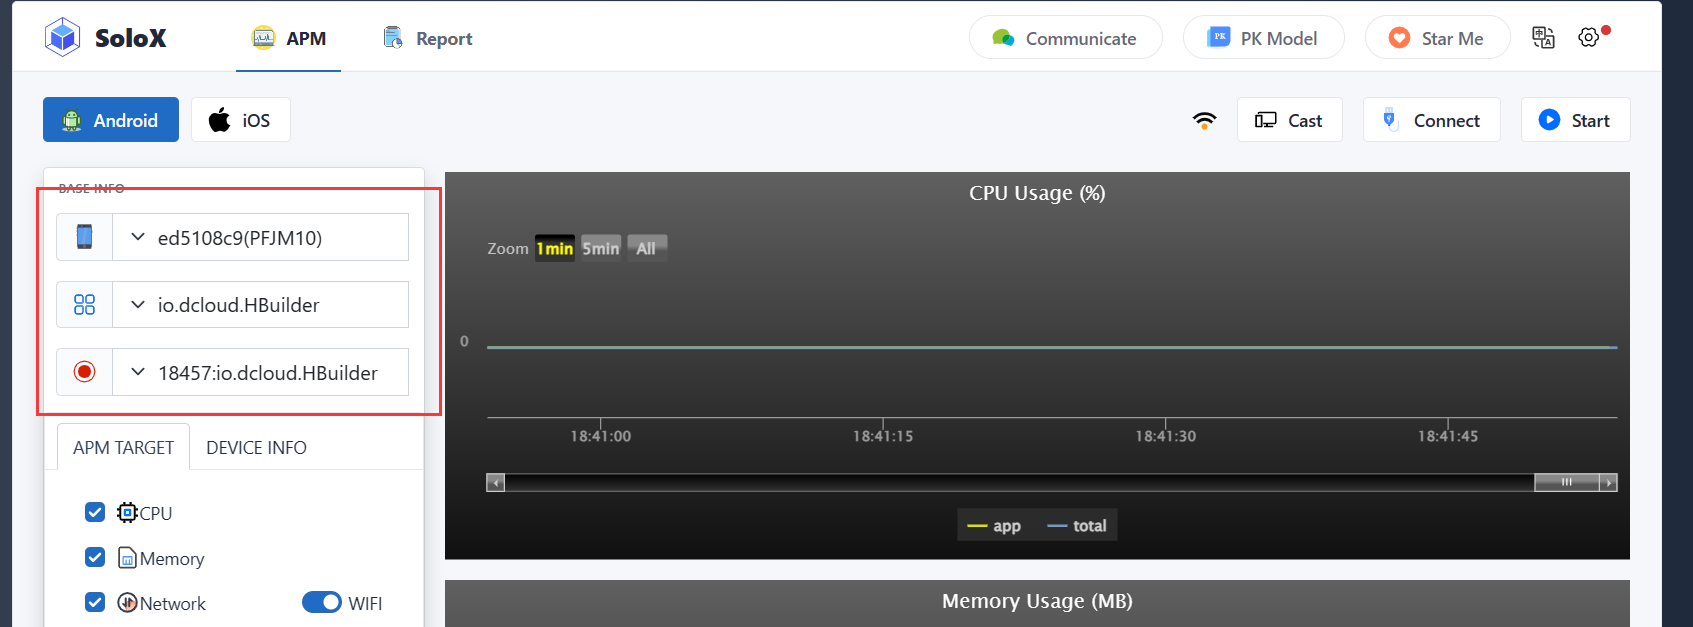 SoloX
APM
Report
Communicate
PK
PK Model
Star Me
Android
iOS
Cast
Connect
Start
BASE INFO
ed5108c9(PFJM10)
io.dcloud.HBuilder
18457:io.dcloud.HBuilder
APM TARGET
DEVICE INFO
CPU
Memory
Network
WIFI
CPU Usage (%)
Zoom 1min 5min All
0
18:41:00 18:41:15 18:41:30 18:41:45
app total
Memory Usage (MB)